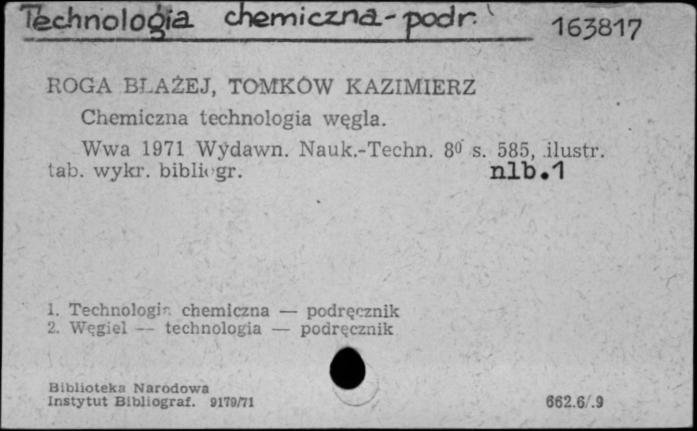 Technologia chemiczna-podr.
163817
ROGA BŁAŻEJ, TOMKÓW KAZIMIERZ
Chemiczna technologia węgla.
Wwa 1971 Wydawn. Nauk.-Techn. 8⁰ s. 585, ilustr.
tab. wykr. bibliogr. nlb.1
1. Technologia chemiczna — podręcznik
2. Węgiel — technologia — podręcznik
Biblioteka Narodowa
Instytut Bibliograf. 9179/71
662.6/.9